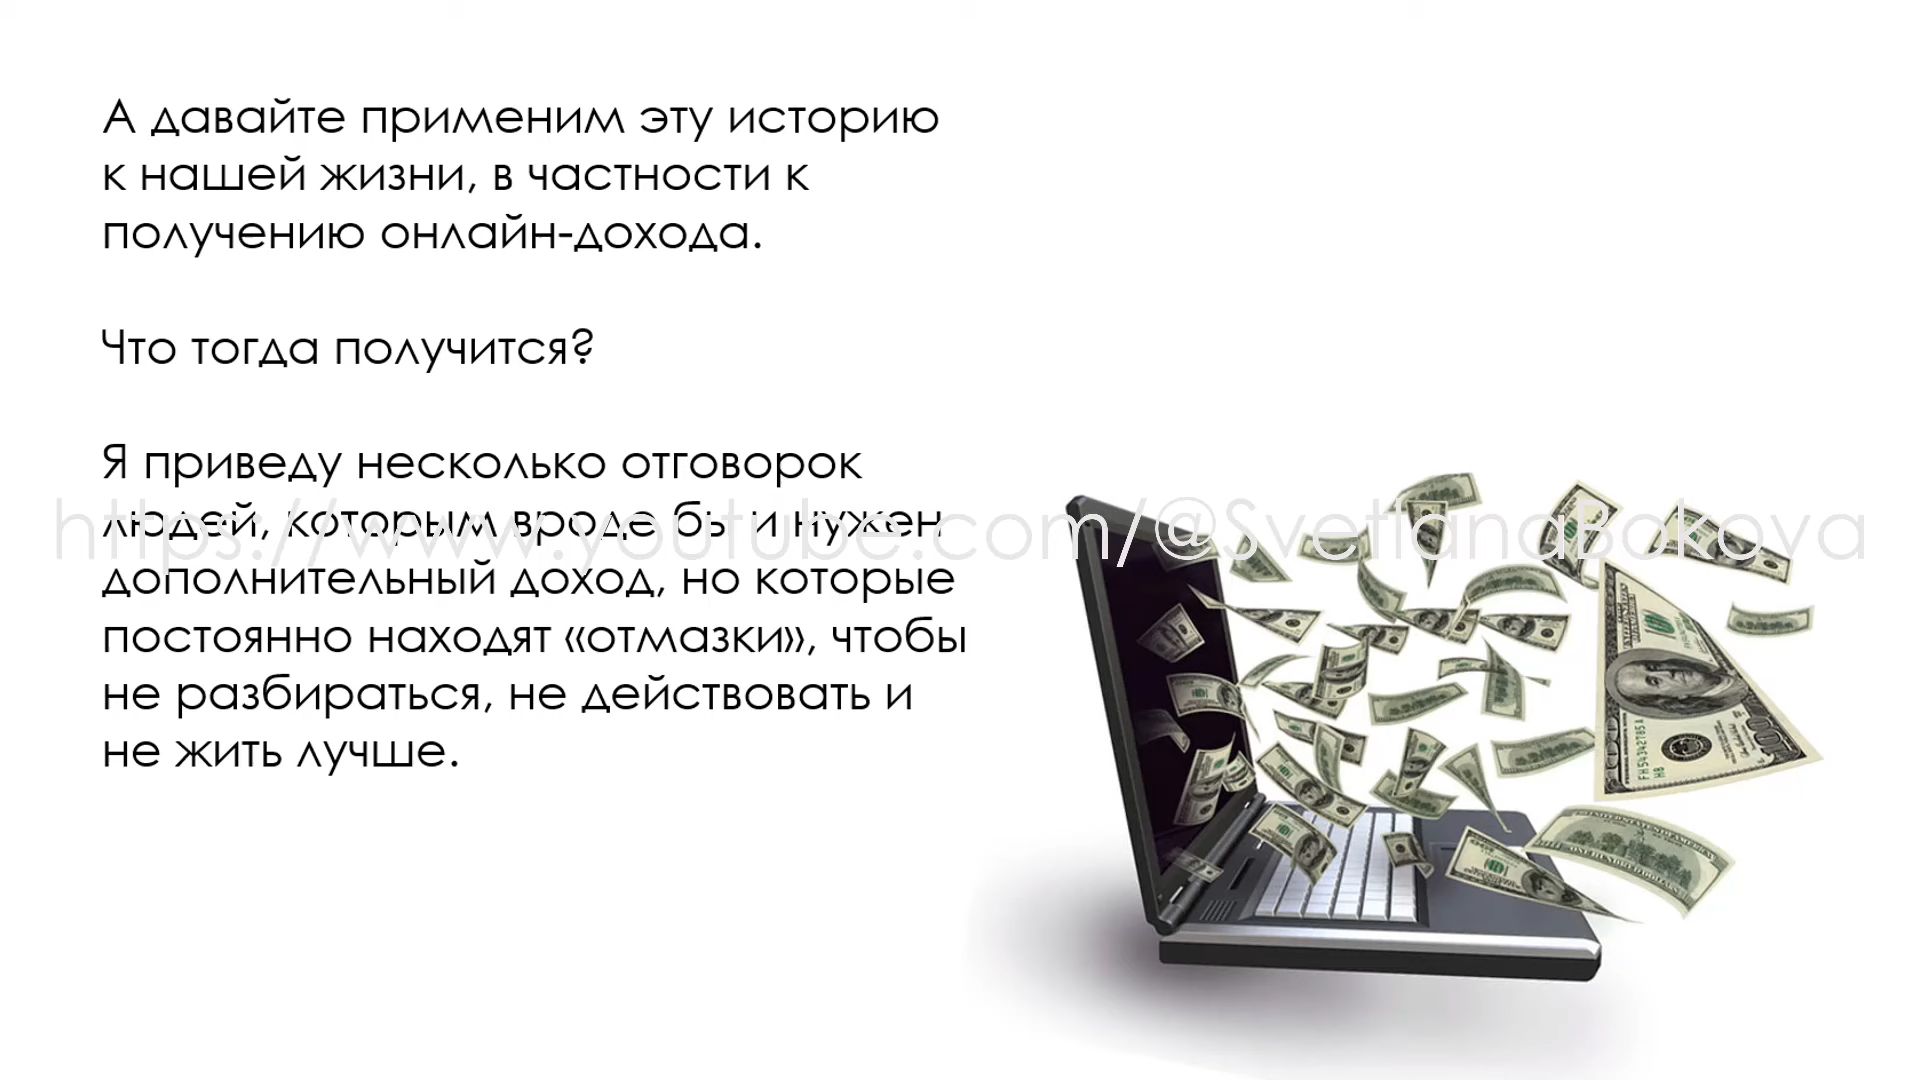 А давайте применим эту историю
к нашей жизни, в частности к
получению онлайн-дохода.
Что тогда получится?
Я приведу несколько отговорок
людей, которым вроде бы и нужен
https://www.youtube.com/@SvetlanaBokova
дополнительный доход, но которые
постоянно находят «отмазки», чтобы
не разбираться, не действовать и
не жить лучше.